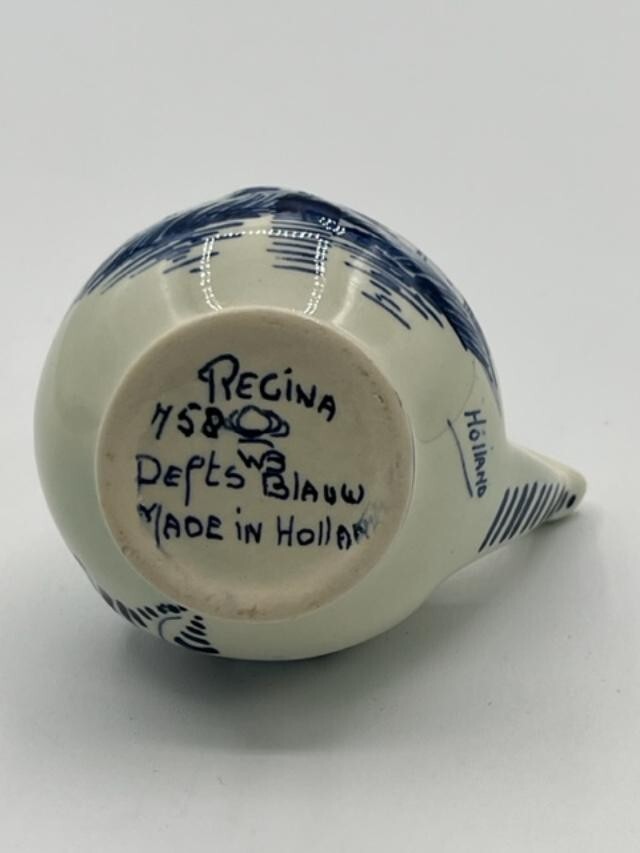 REGINA
758
WB
Delfts Blauw
MADE iN HollAND
HollAND